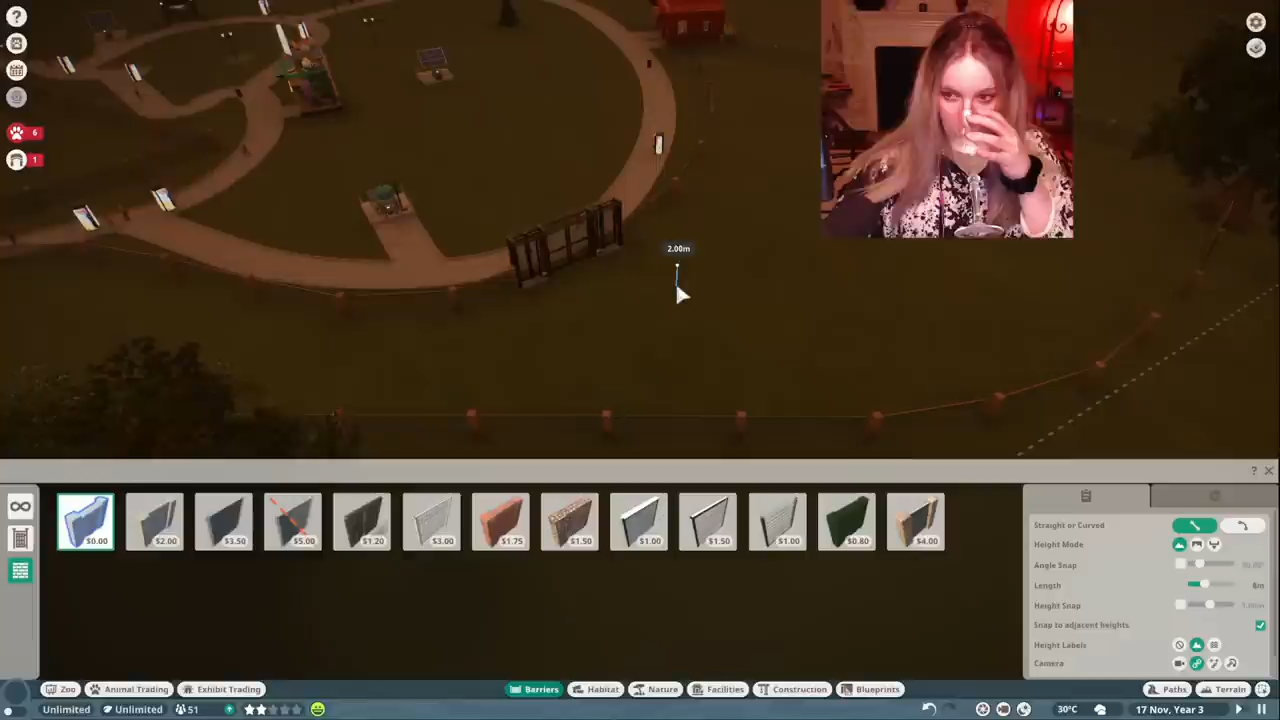 ?
6
1
2.00m
?
$0.00
$2.00
$3.50
$5.00
$1.20
$3.00
$1.75
$1.50
$1.00
$1.50
$1.00
$0.80
$4.00
Straight or Curved
Height Mode
Angle Snap
Length
8m
Height Snap
Snap to adjacent heights
Height Labels
Camera
Zoo
Animal Trading
Exhibit Trading
Barriers
Habitat
Nature
Facilities
Construction
Blueprints
Paths
Terrain
Unlimited
Unlimited
51
30°C
17 Nov, Year 3